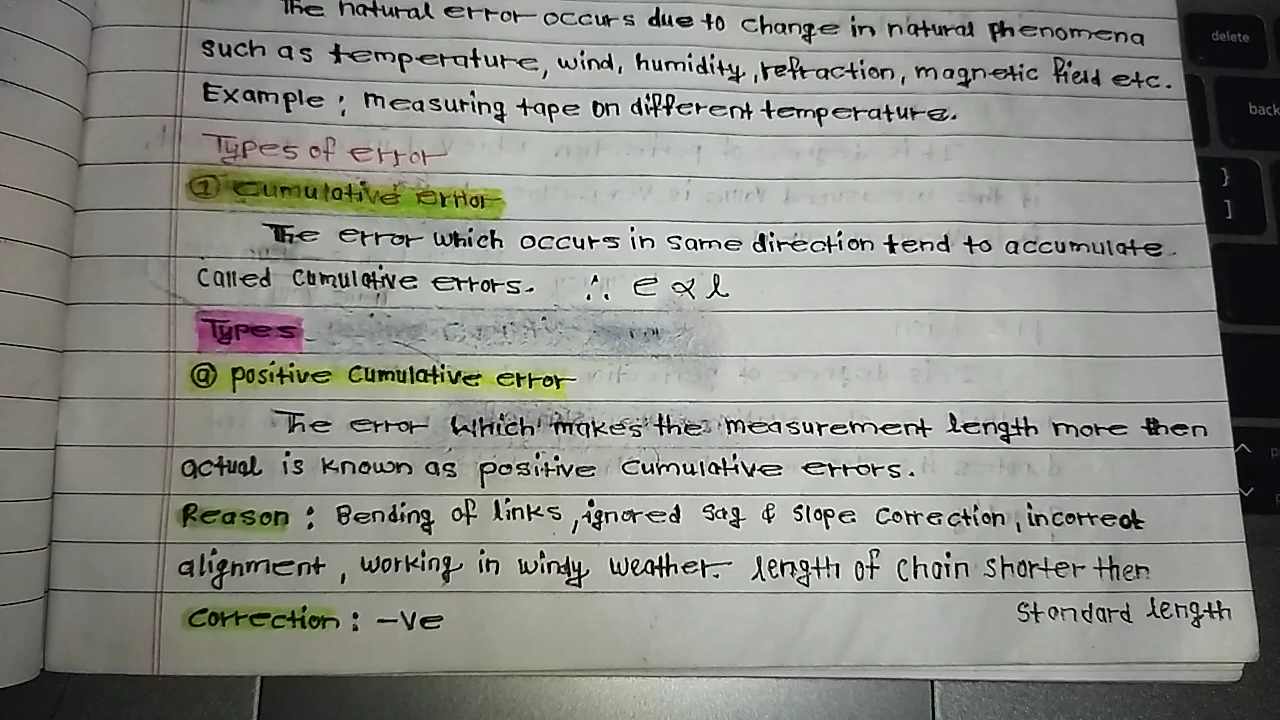 The natural error occurs due to change in natural phenomena
such as temperature, wind, humidity, refraction, magnetic field etc.
Example : measuring tape on different temperature.
Types of error
① cumulative error
The error which occurs in same direction tend to accumulate
called cumulative errors. ∴ e ∝ l
Types
ⓐ positive cumulative error
The error which makes the measurement length more then
actual is known as positive cumulative errors.
Reason : Bending of links, ignored sag & slope correction, incorrect
alignment, working in windy weather. length of chain shorter then
standard length
correction : -ve
delete
back
}
]